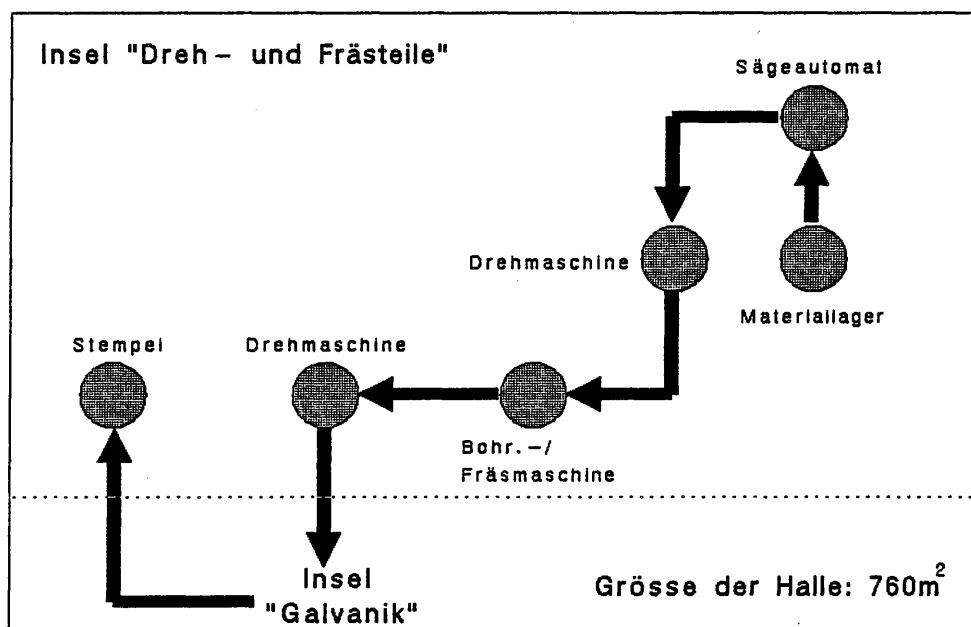 Insel "Dreh – und Frästeile"
Sägeautomat
Drehmaschine
Materiallager
Stempel
Drehmaschine
Bohr.–/
Fräsmaschine
Insel
"Galvanik"
Grösse der Halle: 760m²